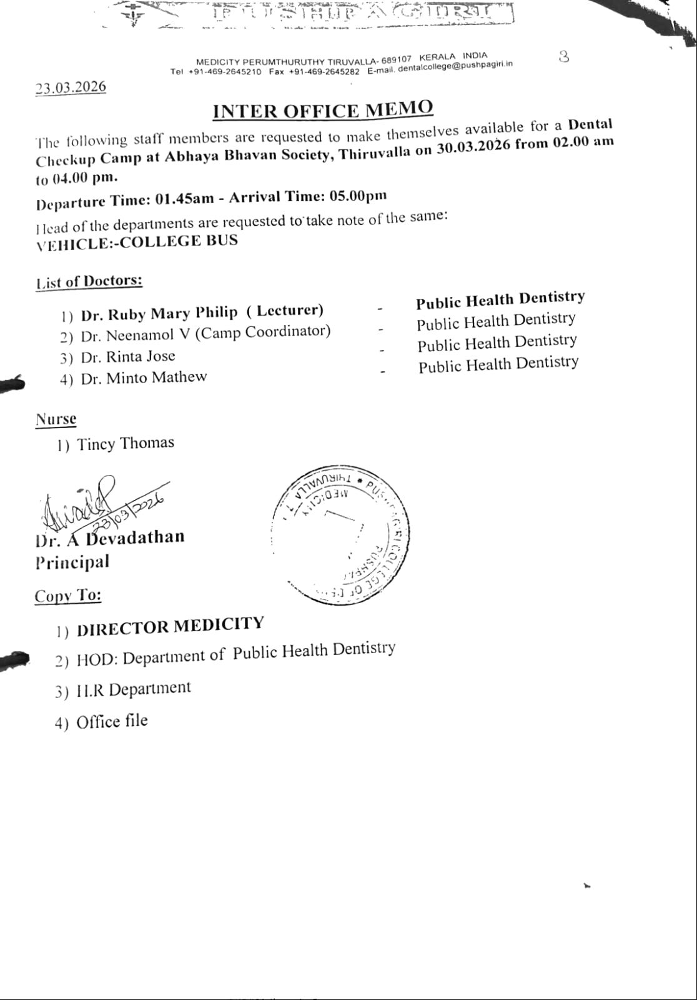 PUSHPAGIRI
MEDICITY PERUMTHURUTHY TIRUVALLA- 689107 KERALA INDIA
Tel +91-469-2645210 Fax +91-469-2645282 E-mail. dentalcollege@pushpagiri.in
3
23.03.2026
INTER OFFICE MEMO
The following staff members are requested to make themselves available for a Dental
Checkup Camp at Abhaya Bhavan Society, Thiruvalla on 30.03.2026 from 02.00 am
to 04.00 pm.
Departure Time: 01.45am - Arrival Time: 05.00pm
Head of the departments are requested to take note of the same:
VEHICLE:-COLLEGE BUS
List of Doctors:
1) Dr. Ruby Mary Philip ( Lecturer) - Public Health Dentistry
2) Dr. Neenamol V (Camp Coordinator) - Public Health Dentistry
3) Dr. Rinta Jose - Public Health Dentistry
4) Dr. Minto Mathew - Public Health Dentistry
Nurse
1) Tincy Thomas
23/03/2026
Dr. A Devadathan
Principal
PUSHPAGIRI COLLEGE OF
THIRUVALLA
MEDICITY
Copy To:
1) DIRECTOR MEDICITY
2) HOD: Department of Public Health Dentistry
3) H.R Department
4) Office file